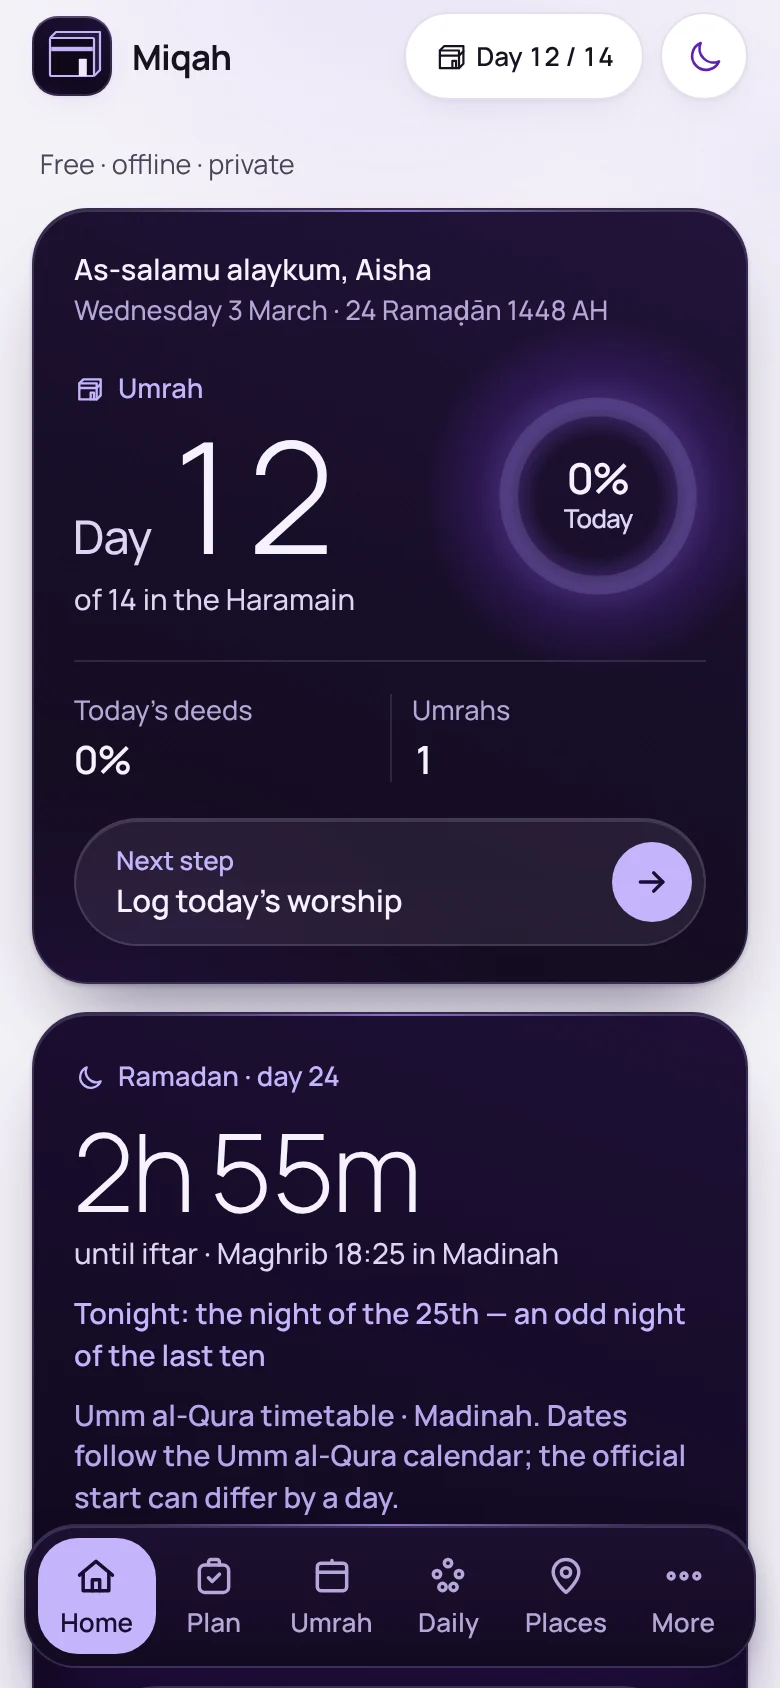 Miqah
Day 12 / 14
Free · offline · private
As-salamu alaykum, Aisha
Wednesday 3 March · 24 Ramaḍān 1448 AH
Umrah
Day 12
of 14 in the Haramain
0%
Today
Today’s deeds
0%
Umrahs
1
Next step
Log today’s worship
Ramadan · day 24
2h 55m
until iftar · Maghrib 18:25 in Madinah
Tonight: the night of the 25th — an odd night
of the last ten
Umm al-Qura timetable · Madinah. Dates
follow the Umm al-Qura calendar; the official
start can differ by a day.
Home
Plan
Umrah
Daily
Places
More